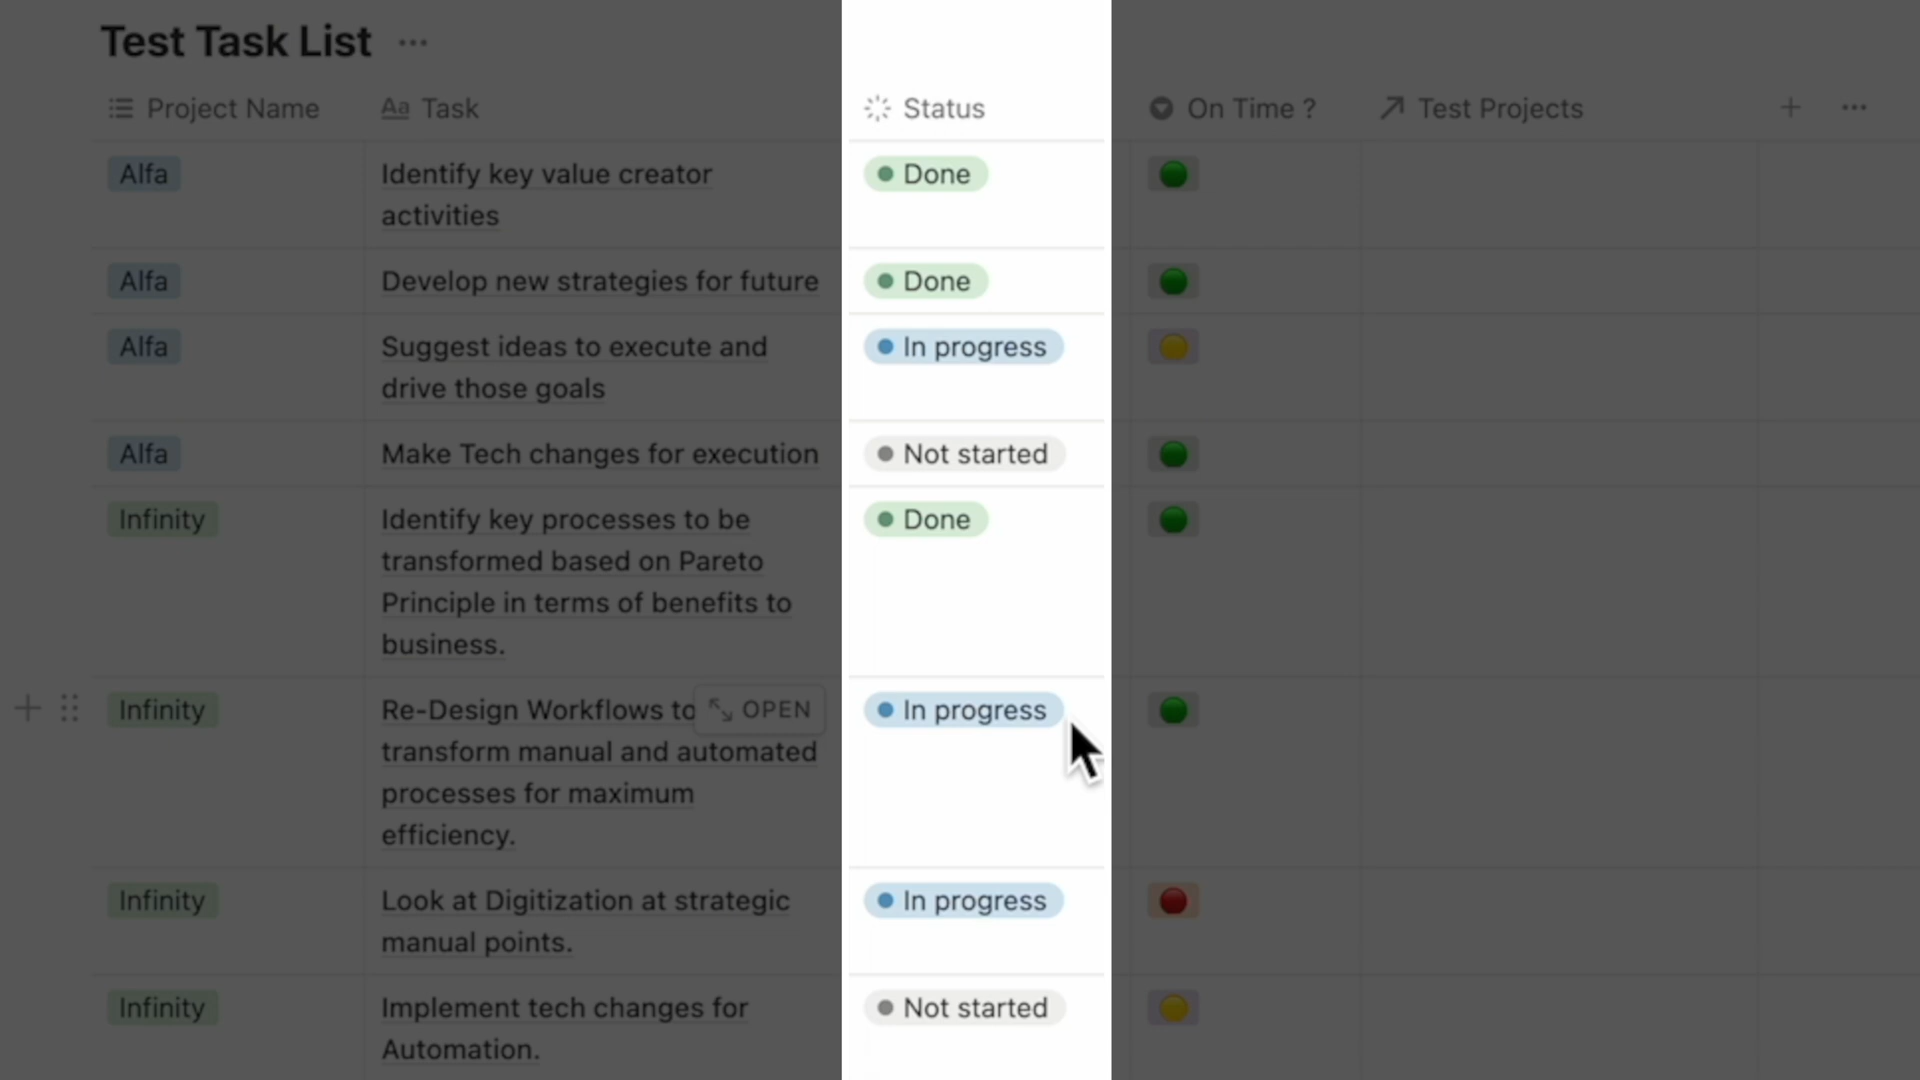 Test Task List
Project Name
Aa Task
Status
On Time ?
Test Projects
Alfa
Identify key value creator
activities
Done
Alfa
Develop new strategies for future
Done
Alfa
Suggest ideas to execute and
drive those goals
In progress
Alfa
Make Tech changes for execution
Not started
Infinity
Identify key processes to be
transformed based on Pareto
Principle in terms of benefits to
business.
Done
Infinity
Re-Design Workflows to
OPEN
transform manual and automated
processes for maximum
efficiency.
In progress
Infinity
Look at Digitization at strategic
manual points.
In progress
Infinity
Implement tech changes for
Automation.
Not started